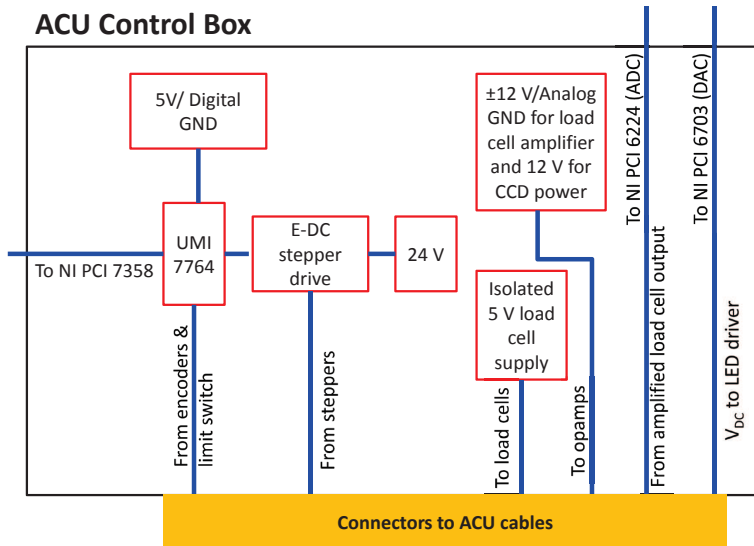 ACU Control Box
5V/ Digital
GND
±12 V/Analog
GND for load
cell amplifier
and 12 V for
CCD power
To NI PCI 6224 (ADC)
To NI PCI 6703 (DAC)
To NI PCI 7358
UMI
7764
E-DC
stepper
drive
24 V
Isolated
5 V load
cell
supply
From encoders &
limit switch
From steppers
To load cells
To opamps
From amplified load cell output
VDC to LED driver
Connectors to ACU cables